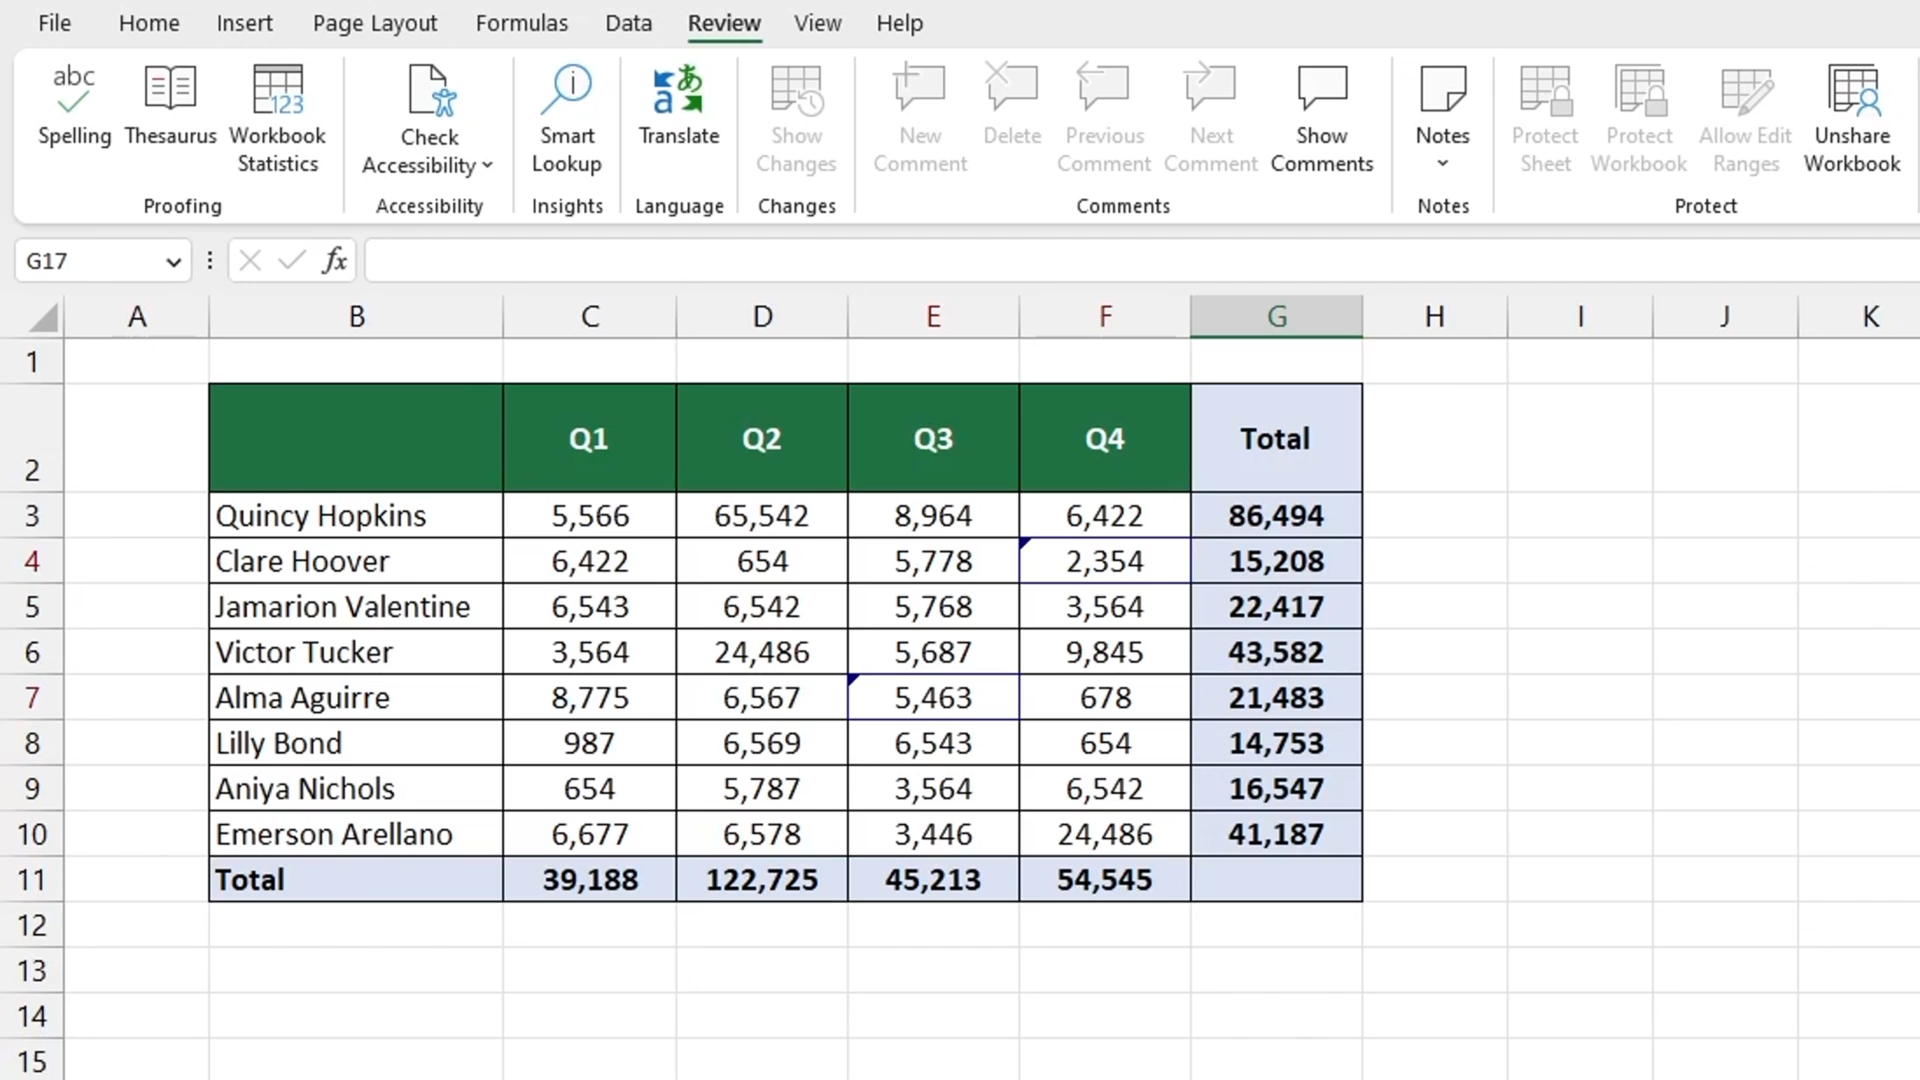 File Home Insert Page Layout Formulas Data Review View Help
abc 123 a あ
Spelling Thesaurus Workbook Statistics Check Accessibility Smart Lookup Translate Show Changes New Comment Delete Previous Comment Next Comment Show Comments Notes Protect Sheet Protect Workbook Allow Edit Ranges Unshare Workbook
Proofing Accessibility Insights Language Changes Comments Notes Protect
G17 fx
A B C D E F G H I J K
1
2 Q1 Q2 Q3 Q4 Total
3 Quincy Hopkins 5,566 65,542 8,964 6,422 86,494
4 Clare Hoover 6,422 654 5,778 2,354 15,208
5 Jamarion Valentine 6,543 6,542 5,768 3,564 22,417
6 Victor Tucker 3,564 24,486 5,687 9,845 43,582
7 Alma Aguirre 8,775 6,567 5,463 678 21,483
8 Lilly Bond 987 6,569 6,543 654 14,753
9 Aniya Nichols 654 5,787 3,564 6,542 16,547
10 Emerson Arellano 6,677 6,578 3,446 24,486 41,187
11 Total 39,188 122,725 45,213 54,545
12
13
14
15